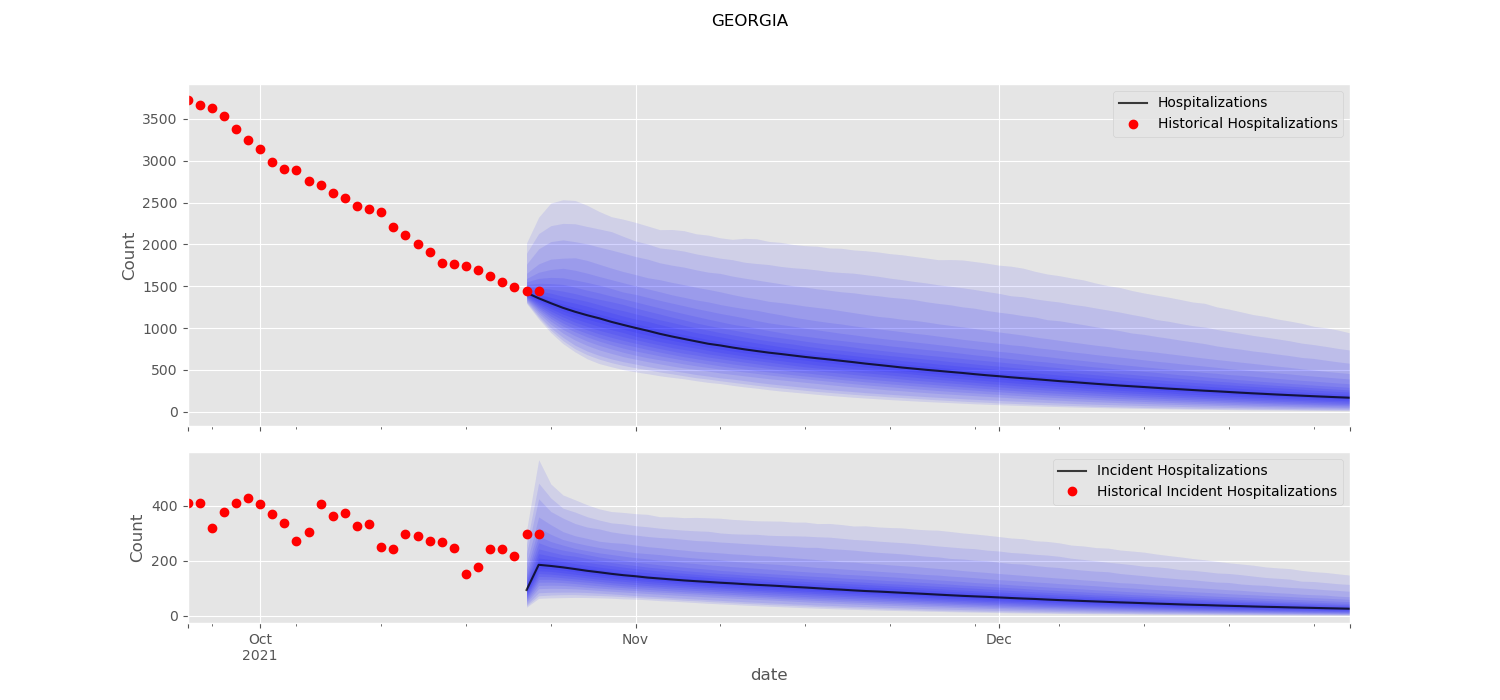 GEORGIA
Hospitalizations
Historical Hospitalizations
3500
3000
2500
2000
1500
1000
500
0
Count
Incident Hospitalizations
Historical Incident Hospitalizations
400
200
0
Count
Oct
2021
Nov
Dec
date